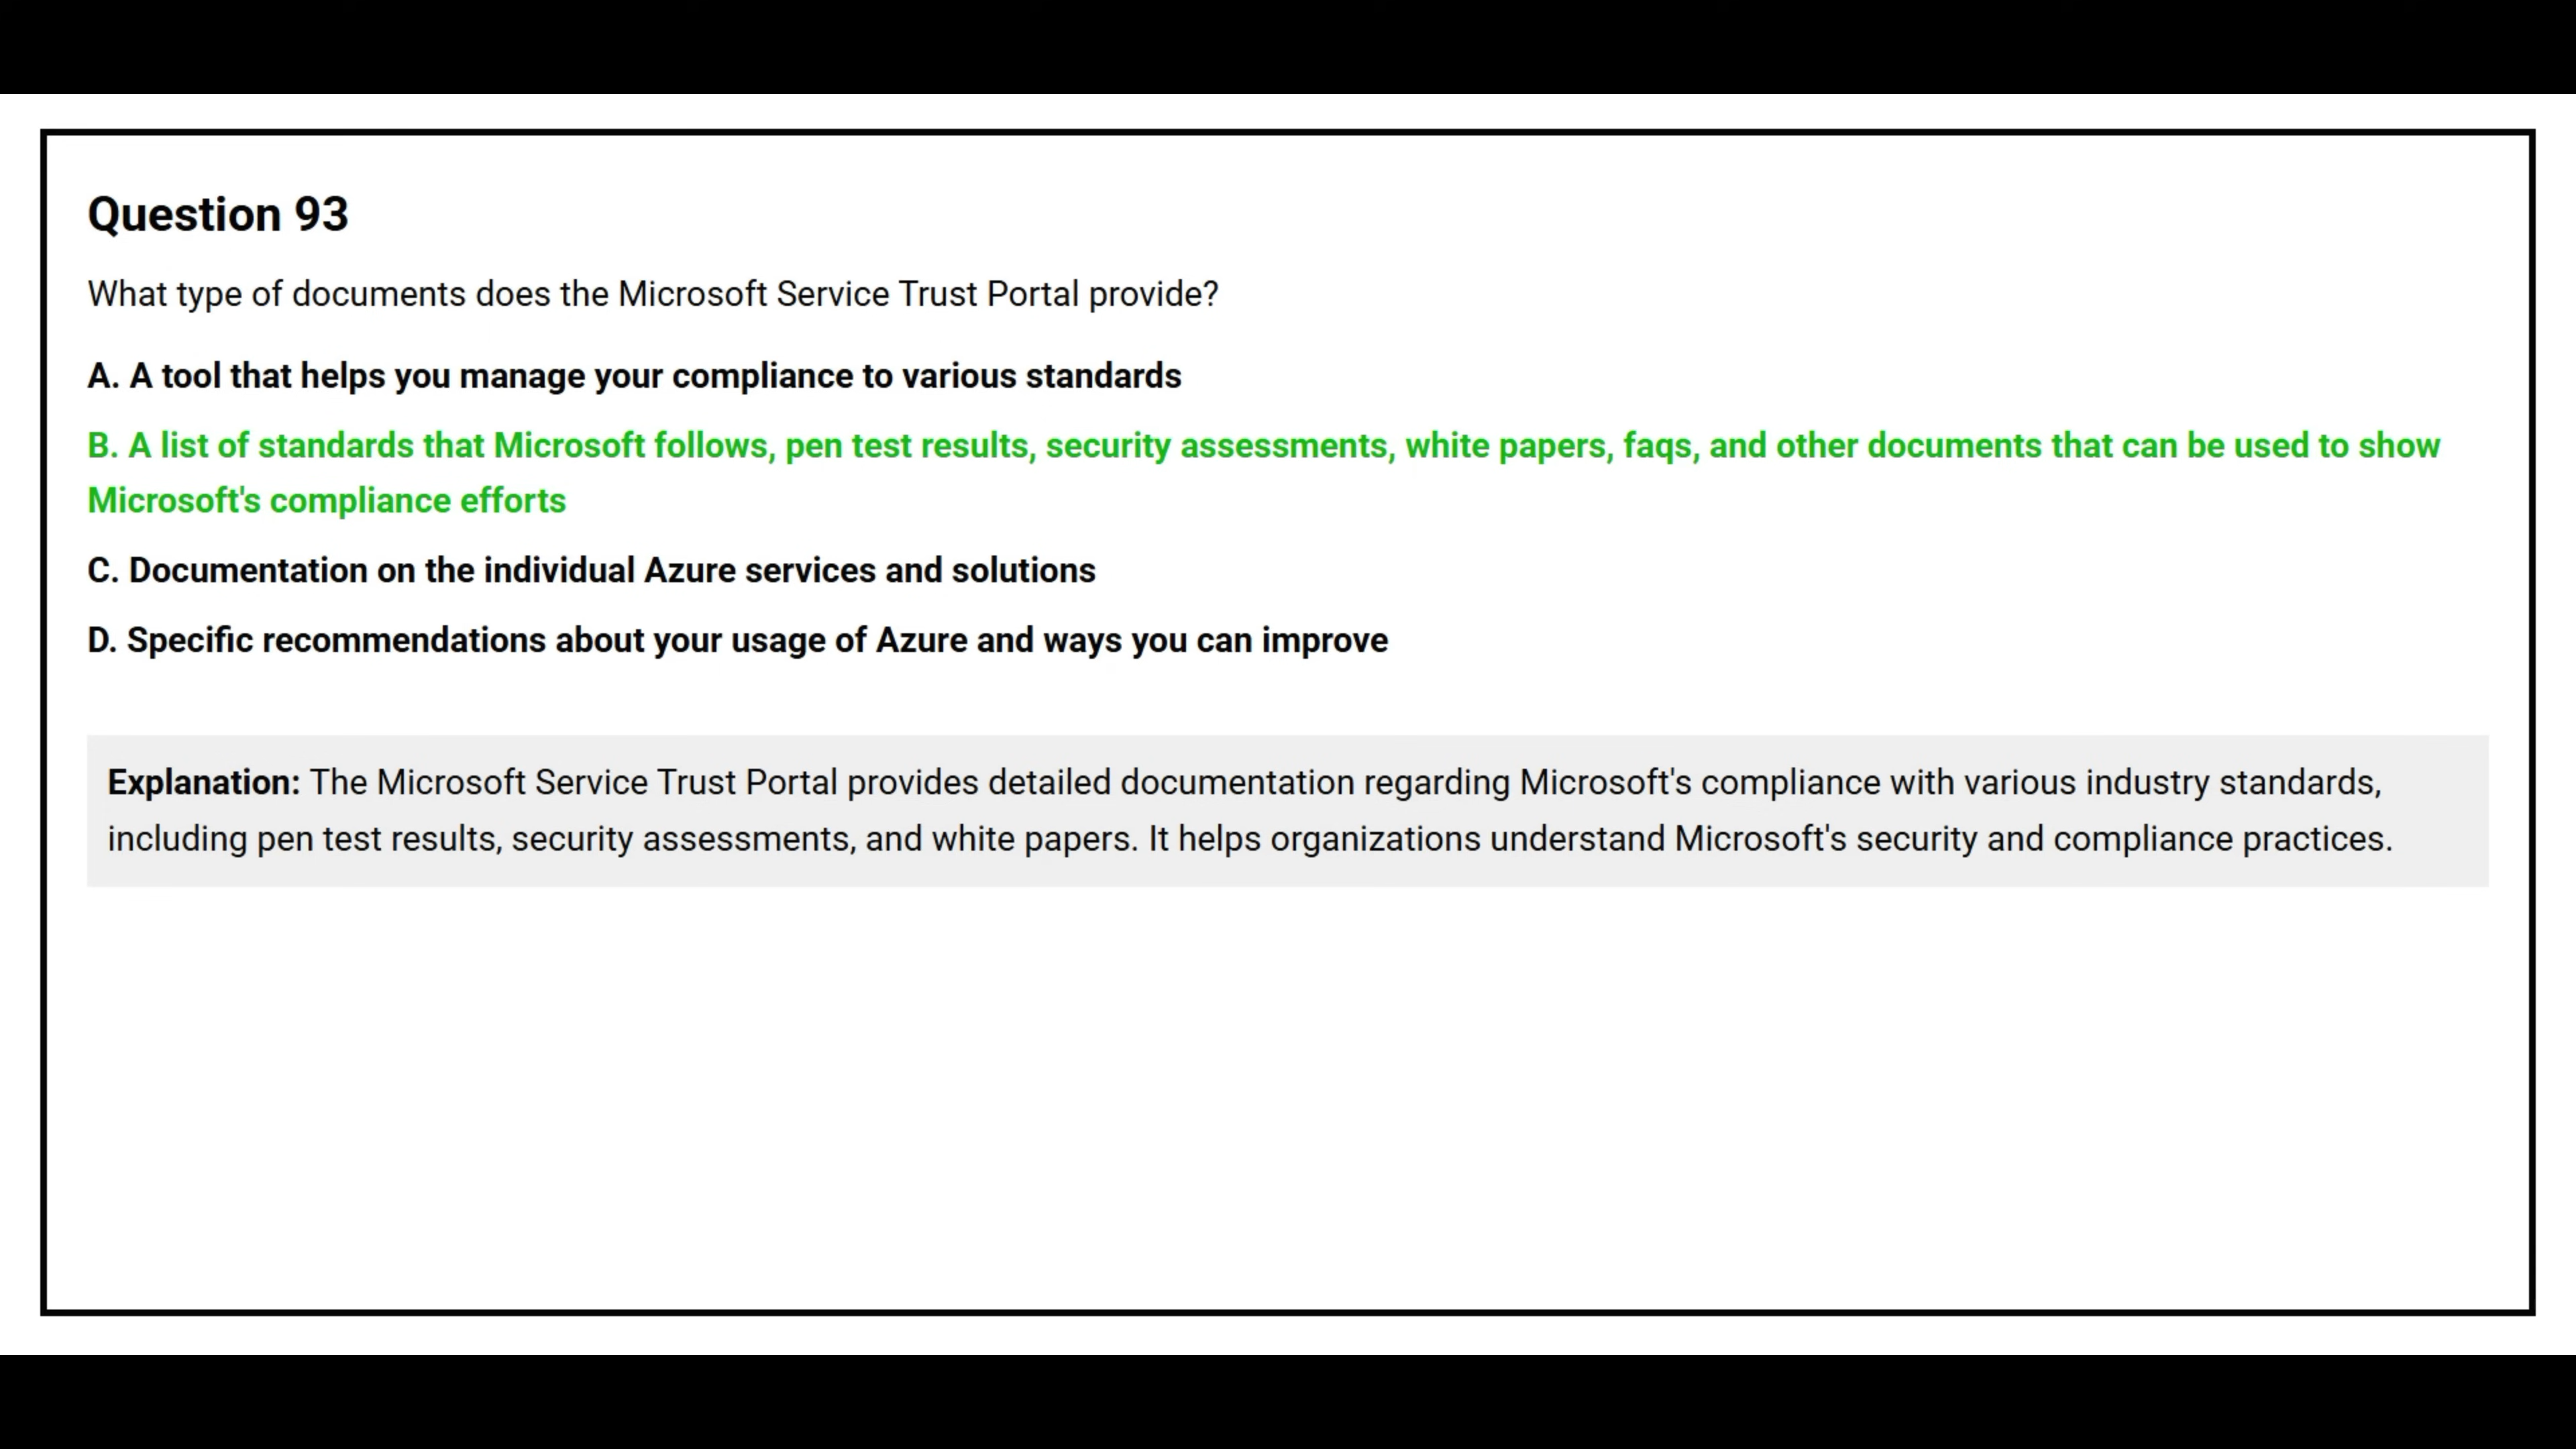 Question 93
What type of documents does the Microsoft Service Trust Portal provide?
A. A tool that helps you manage your compliance to various standards
B. A list of standards that Microsoft follows, pen test results, security assessments, white papers, faqs, and other documents that can be used to show
Microsoft's compliance efforts
C. Documentation on the individual Azure services and solutions
D. Specific recommendations about your usage of Azure and ways you can improve
Explanation: The Microsoft Service Trust Portal provides detailed documentation regarding Microsoft's compliance with various industry standards,
including pen test results, security assessments, and white papers. It helps organizations understand Microsoft's security and compliance practices.